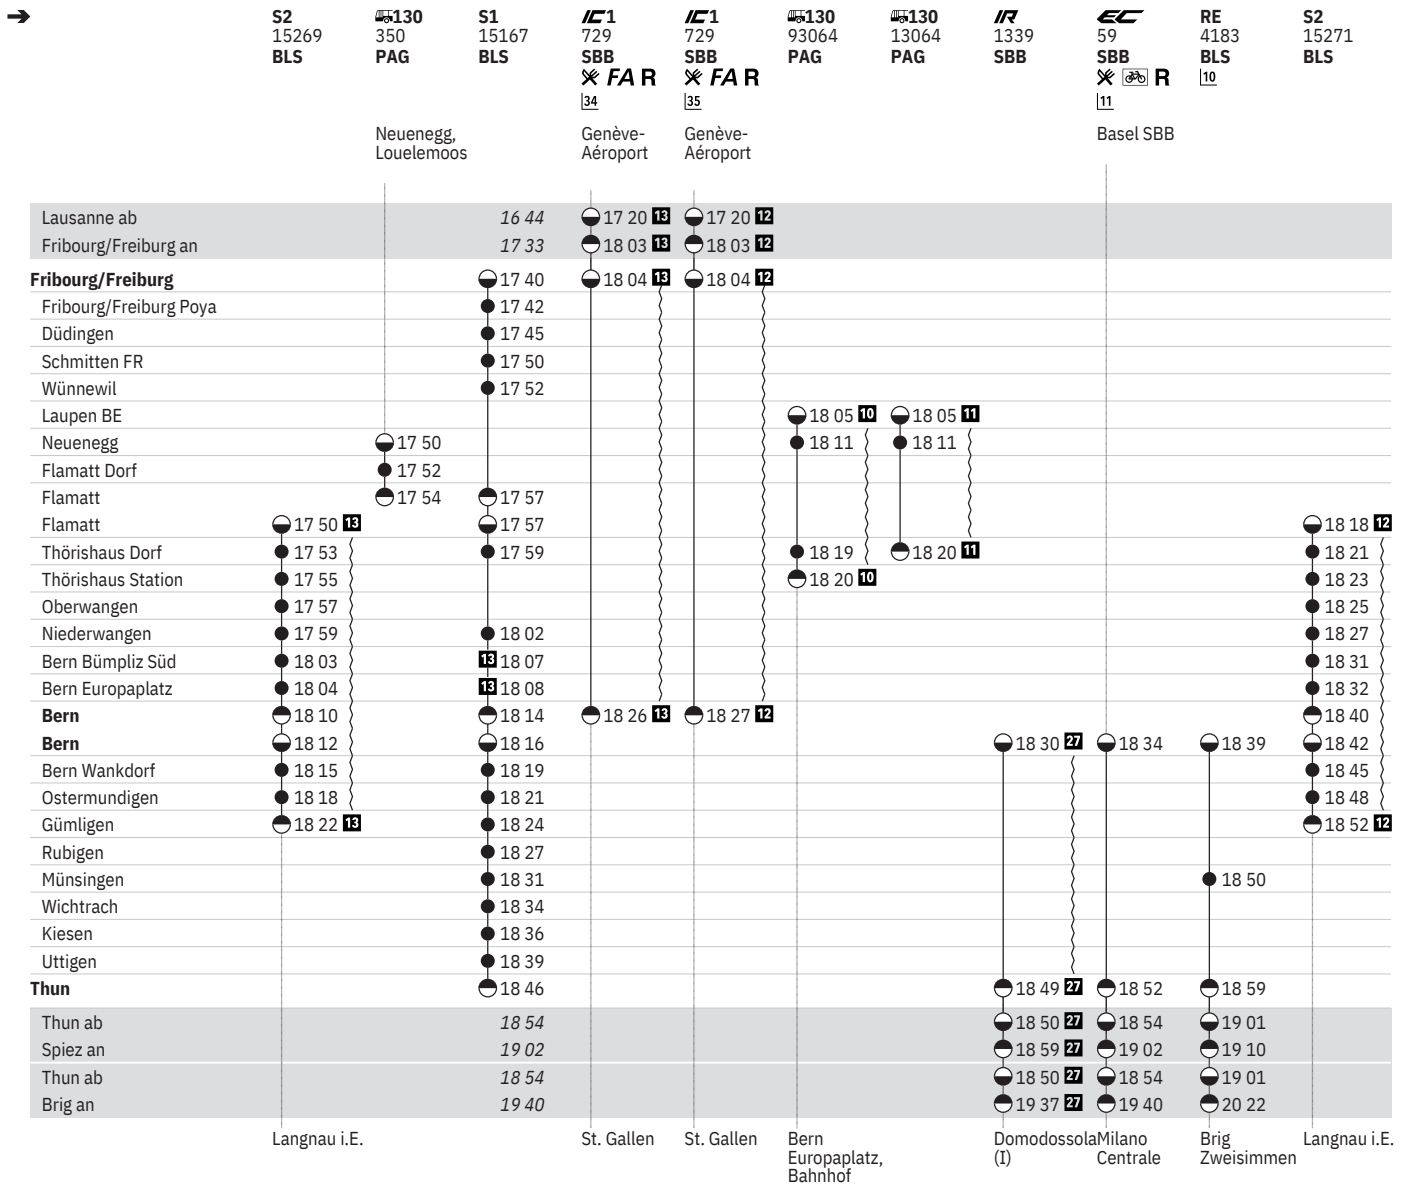 ➔ S2 130 S1 IC1 IC1 130 130 IR EC RE S2
15269 350 15167 729 729 93064 13064 1339 59 4183 15271
BLS PAG BLS SBB SBB PAG PAG SBB SBB BLS BLS
FA R FA R R 10
34 35 11
Neuenegg, Genève- Genève- Basel SBB
Louelemoos Aéroport Aéroport
Lausanne ab 16 44 17 20 13 17 20 12
Fribourg/Freiburg an 17 33 18 03 13 18 03 12
Fribourg/Freiburg 17 40 18 04 13 18 04 12
Fribourg/Freiburg Poya 17 42
Düdingen 17 45
Schmitten FR 17 50
Wünnewil 17 52
Laupen BE 18 05 10 18 05 11
Neuenegg 17 50 18 11 18 11
Flamatt Dorf 17 52
Flamatt 17 54 17 57
Flamatt 17 50 13 17 57 18 18 12
Thörishaus Dorf 17 53 17 59 18 19 18 20 11 18 21
Thörishaus Station 17 55 18 20 10 18 23
Oberwangen 17 57 18 25
Niederwangen 17 59 18 02 18 27
Bern Bümpliz Süd 18 03 13 18 07 18 31
Bern Europaplatz 18 04 13 18 08 18 32
Bern 18 10 18 14 18 26 13 18 27 12 18 40
Bern 18 12 18 16 18 30 27 18 34 18 39 18 42
Bern Wankdorf 18 15 18 19 18 45
Ostermundigen 18 18 18 21 18 48
Gümligen 18 22 13 18 24 18 52 12
Rubigen 18 27
Münsingen 18 31 18 50
Wichtrach 18 34
Kiesen 18 36
Uttigen 18 39
Thun 18 46 18 49 27 18 52 18 59
Thun ab 18 54 18 50 27 18 54 19 01
Spiez an 19 02 18 59 27 19 02 19 10
Thun ab 18 54 18 50 27 18 54 19 01
Brig an 19 40 19 37 27 19 40 20 22
Langnau i.E. St. Gallen St. Gallen Bern Domodossola Milano Brig Langnau i.E.
Europaplatz, (I) Centrale Zweisimmen
Bahnhof